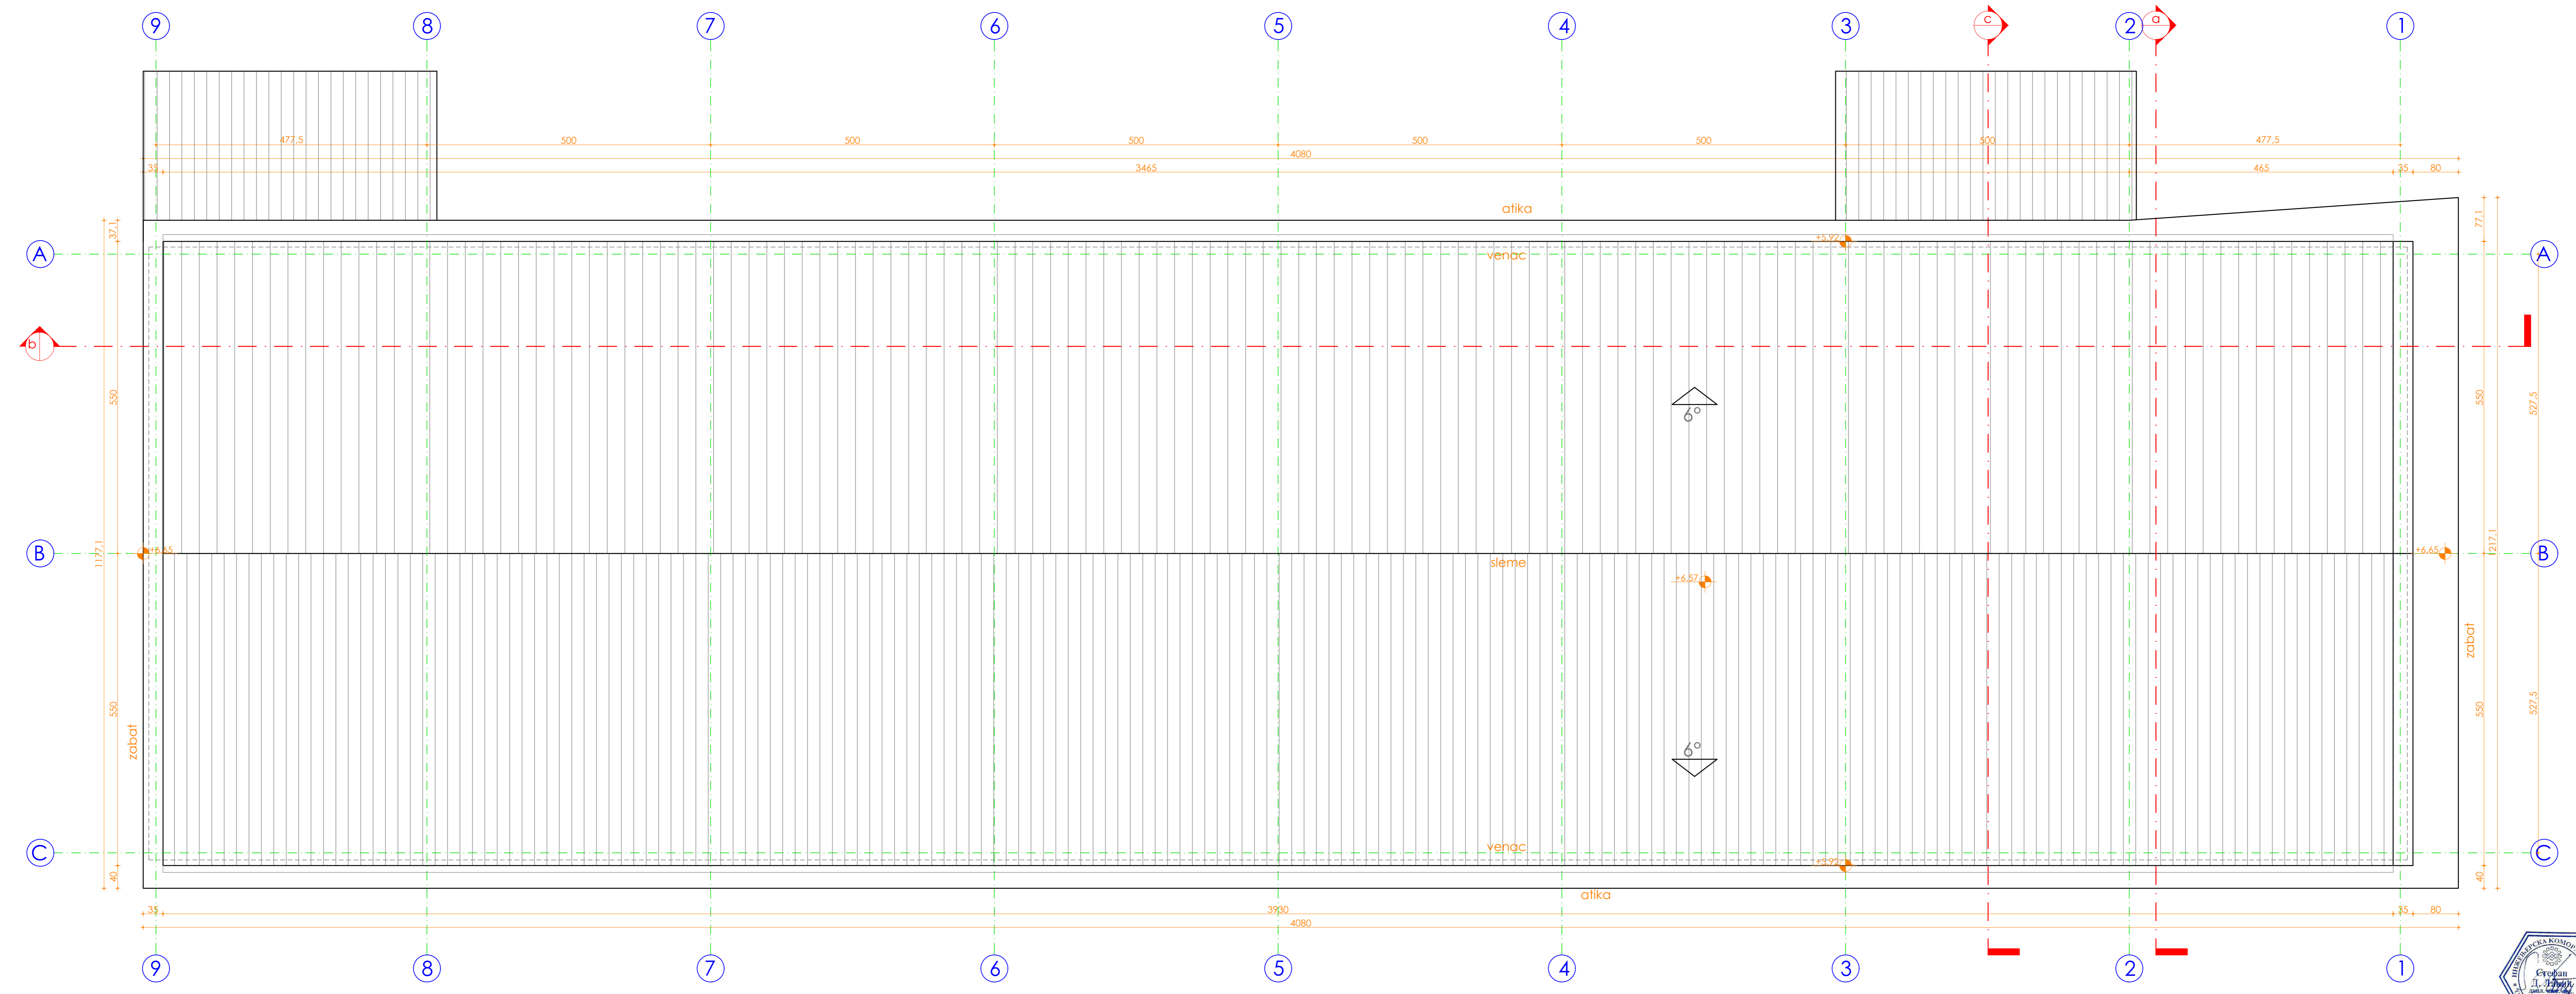 9 8 7 6 5 4 3 c 2 a 1
477,5 500 500 500 500 500 500 477,5
4080
35 3465 465 35 80
atika
37,1 77,1
+5.92
A venac A
b
550 550 527,5
6°
1177,1 1217,1
B +6.65 +6.65 B
sleme
+6.57
zabat
550 550 527,5
zabat
6°
venac
C +5.92 C
40 40
atika
35 3930 35 80
4080
9 8 7 6 5 4 3 2 1
Стефан